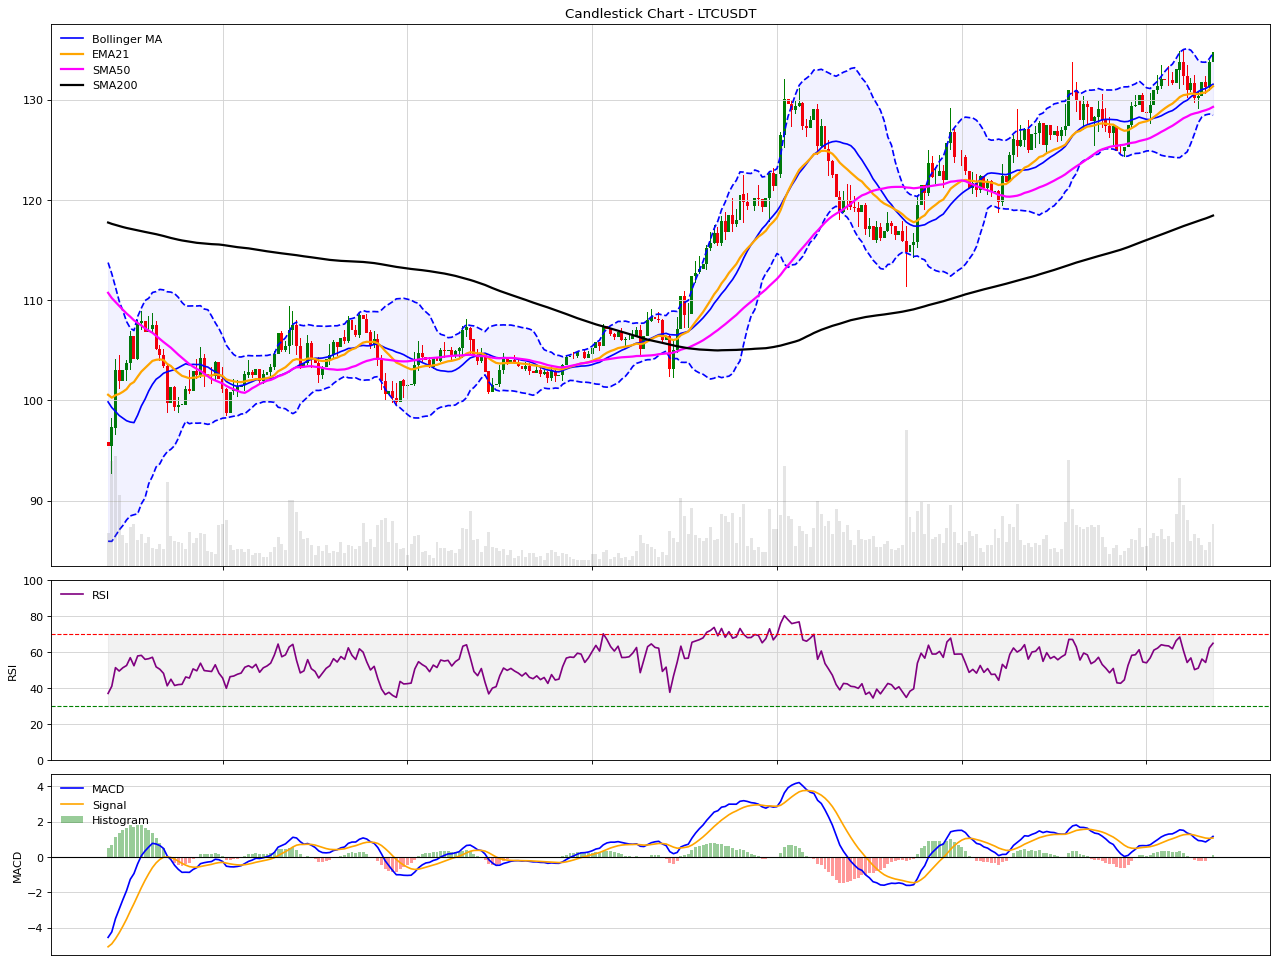 Candlestick Chart - LTCUSDT
Bollinger MA
EMA21
SMA50
SMA200
130
120
110
100
90
RSI
100
80
60
40
20
0
RSI
MACD
Signal
Histogram
4
2
0
−2
−4
MACD